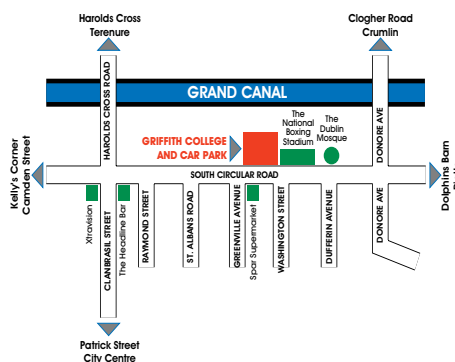 Harolds Cross
Terenure
Clogher Road
Crumlin
HAROLDS CROSS ROAD
GRAND CANAL
DONORE AVE
GRIFFITH COLLEGE
AND CAR PARK
The
National
Boxing
Stadium
The
Dublin
Mosque
Kelly's Corner
Camden Street
SOUTH CIRCULAR ROAD
Dolphins Barn
Xtravision
CLANBRASIL STREET
The Headline Bar
RAYMOND STREET
ST. ALBANS ROAD
GREENVILLE AVENUE
Spar Supermarket
WASHINGTON STREET
DUFFERIN AVENUE
DONORE AVE
Patrick Street
City Centre